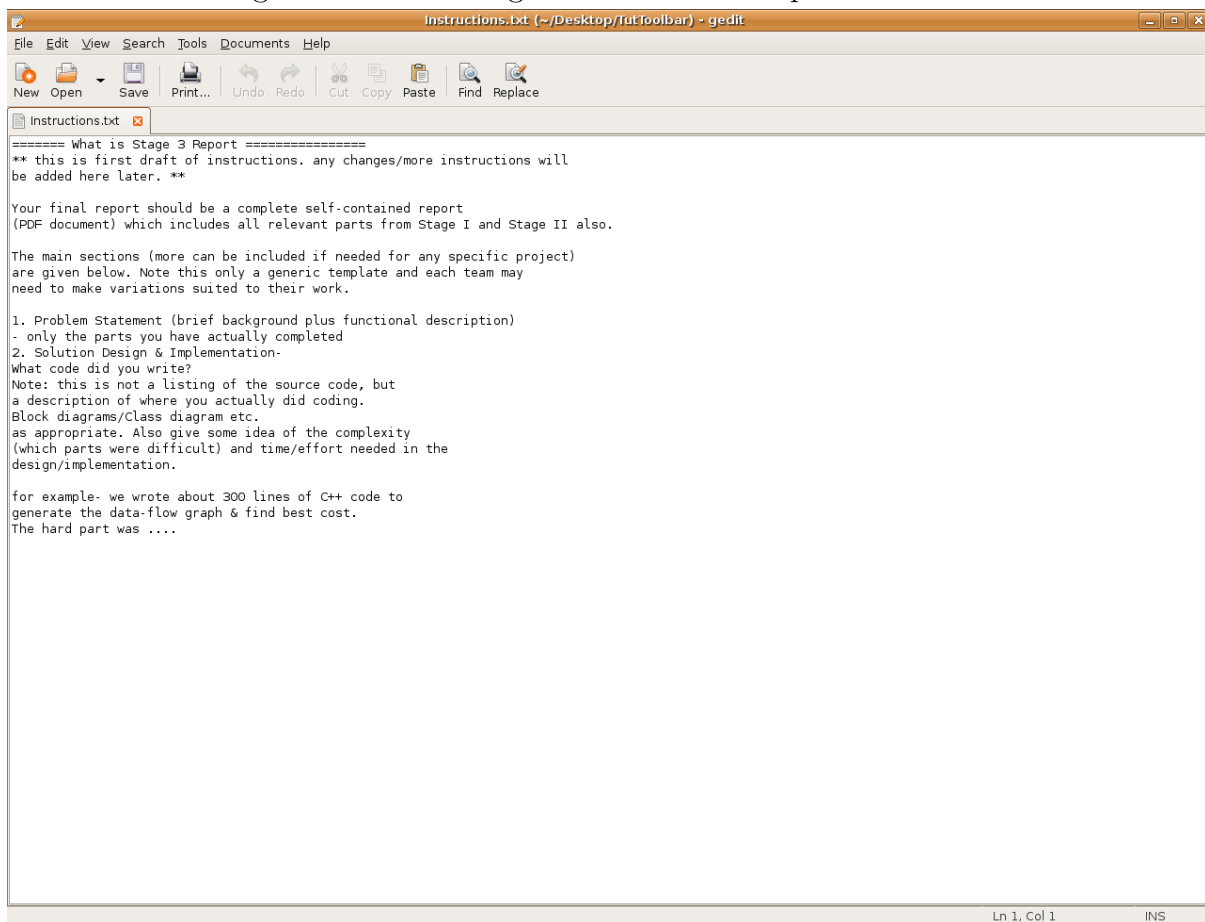 Instructions.txt (~/Desktop/TutToolbar) - gedit
File Edit View Search Tools Documents Help
New Open Save Print... Undo Redo Cut Copy Paste Find Replace
Instructions.txt
======= What is Stage 3 Report ================
** this is first draft of instructions. any changes/more instructions will
be added here later. **
Your final report should be a complete self-contained report
(PDF document) which includes all relevant parts from Stage I and Stage II also.
The main sections (more can be included if needed for any specific project)
are given below. Note this only a generic template and each team may
need to make variations suited to their work.
1. Problem Statement (brief background plus functional description)
- only the parts you have actually completed
2. Solution Design & Implementation-
What code did you write?
Note: this is not a listing of the source code, but
a description of where you actually did coding.
Block diagrams/Class diagram etc.
as appropriate. Also give some idea of the complexity
(which parts were difficult) and time/effort needed in the
design/implementation.
for example- we wrote about 300 lines of C++ code to
generate the data-flow graph & find best cost.
The hard part was ....
Ln 1, Col 1 INS